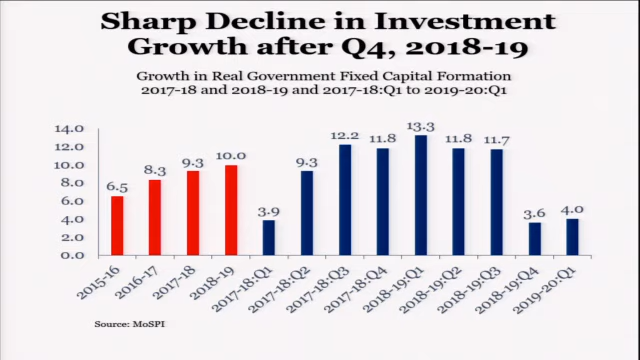 Sharp Decline in Investment
Growth after Q4, 2018-19
Growth in Real Government Fixed Capital Formation
2017-18 and 2018-19 and 2017-18:Q1 to 2019-20:Q1
14.0
12.0
10.0
8.0
6.0
4.0
2.0
0.0
6.5
8.3
9.3
10.0
3.9
9.3
12.2
11.8
13.3
11.8
11.7
3.6
4.0
2015-16
2016-17
2017-18
2018-19
2017-18:Q1
2017-18:Q2
2017-18:Q3
2017-18:Q4
2018-19:Q1
2018-19:Q2
2018-19:Q3
2018-19:Q4
2019-20:Q1
Source: MoSPI